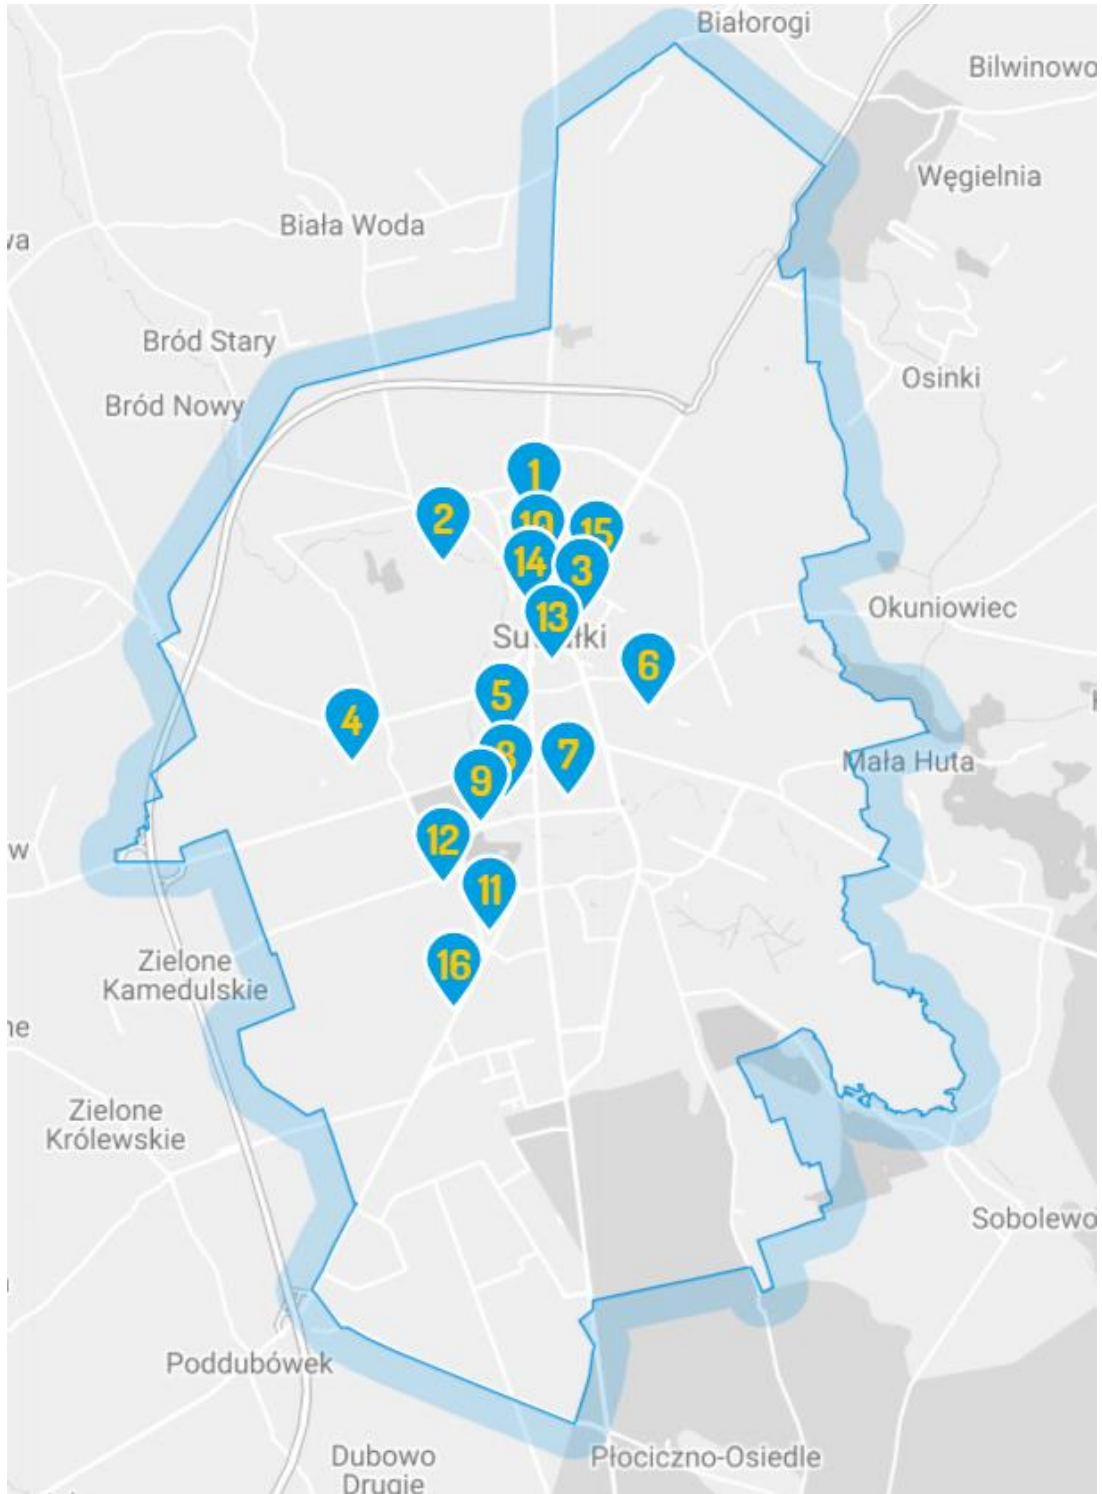 Białorogi
Bilwinowo
Węgielnia
Biała Woda
Bród Stary
Osinki
Bród Nowy
1
2
10
15
14
3
Okuniowiec
13
6
5
4
7
8
Mała Huta
9
12
w
11
Zielone
Kamedulskie
16
Zielone
Królewskie
Sobolewo
Poddubówek
Dubowo
Drugie
Płociczno-Osiedle